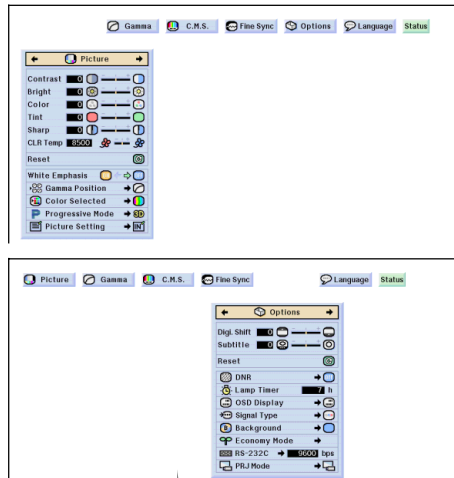 Gamma C.M.S. Fine Sync Options Language Status
Picture
Contrast 0
Bright 0
Color 0
Tint 0
Sharp 0
CLR Temp 8500
Reset
White Emphasis
Gamma Position
Color Selected
P Progressive Mode 3D
Picture Setting IN
Picture Gamma C.M.S. Fine Sync Language Status
Options
Digi. Shift 0
Subtitle 0
Reset
DNR
Lamp Timer 7 h
OSD Display
Signal Type
B Background
Economy Mode
RS-232C 9600 bps
PRJ Mode